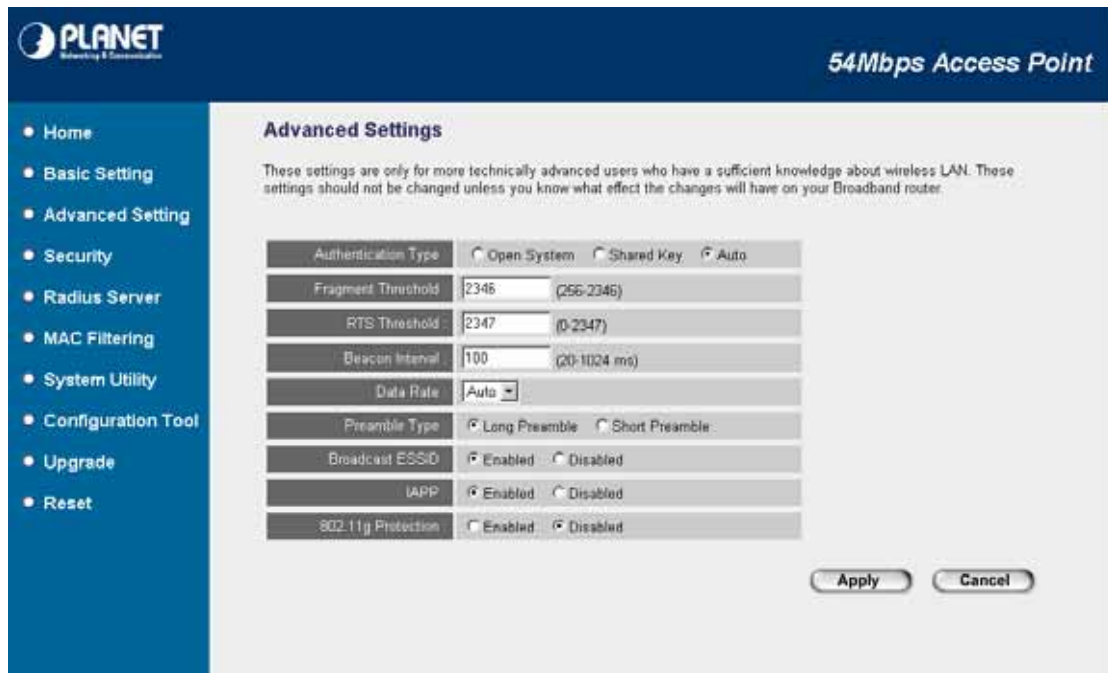 PLANET
Networking & Communication
54Mbps Access Point
Home
Basic Setting
Advanced Setting
Security
Radius Server
MAC Filtering
System Utility
Configuration Tool
Upgrade
Reset
Advanced Settings
These settings are only for more technically advanced users who have a sufficient knowledge about wireless LAN. These
settings should not be changed unless you know what effect the changes will have on your Broadband router.
Authentication Type Open System Shared Key Auto
Fragment Threshold 2346 (256-2346)
RTS Threshold : 2347 (0-2347)
Beacon Interval : 100 (20-1024 ms)
Data Rate Auto
Preamble Type Long Preamble Short Preamble
Broadcast ESSID Enabled Disabled
IAPP Enabled Disabled
802.11g Protection Enabled Disabled
Apply Cancel